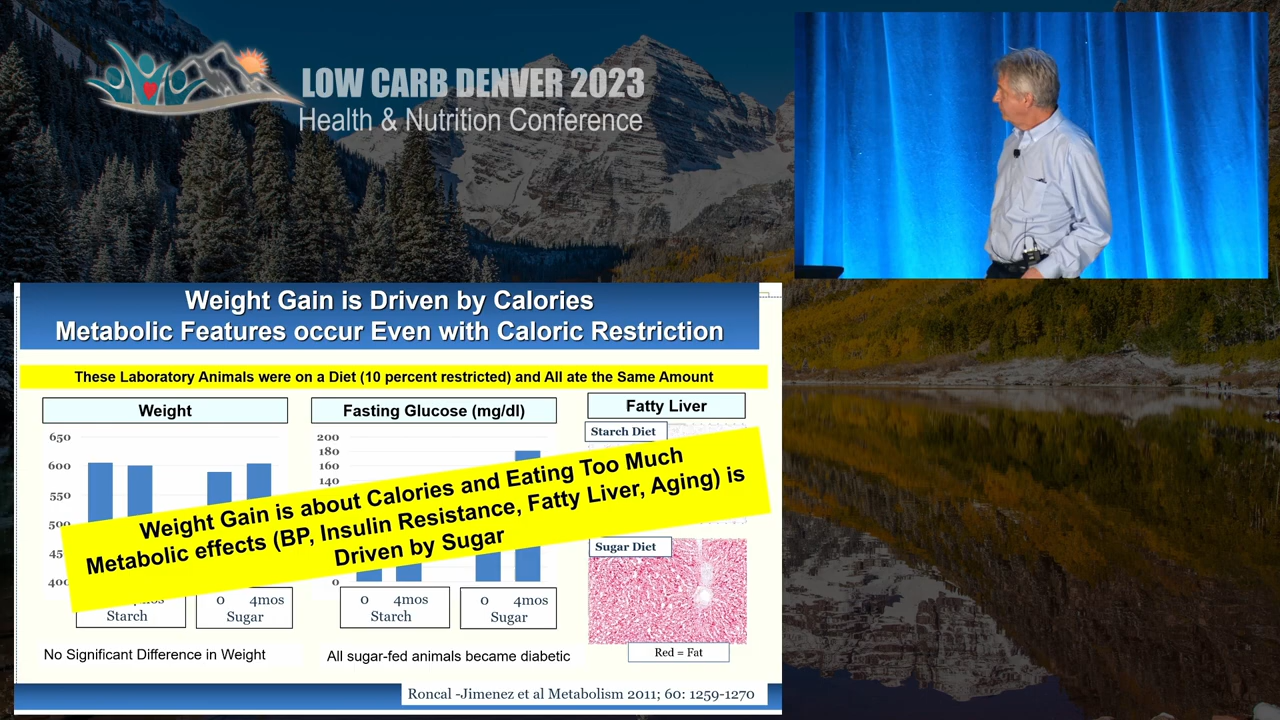 LOW CARB DENVER 2023
Health & Nutrition Conference
Weight Gain is Driven by Calories
Metabolic Features occur Even with Caloric Restriction
These Laboratory Animals were on a Diet (10 percent restricted) and All ate the Same Amount
Weight
Fasting Glucose (mg/dl)
Fatty Liver
650
600
550
200
180
160
140
0
Starch Diet
Weight Gain is about Calories and Eating Too Much
Metabolic effects (BP, Insulin Resistance, Fatty Liver, Aging) is
Driven by Sugar
400
Sugar Diet
0 4mos
Starch
Sugar
0 4mos
Starch
0 4mos
Sugar
Red = Fat
No Significant Difference in Weight
All sugar-fed animals became diabetic
Roncal -Jimenez et al Metabolism 2011; 60: 1259-1270